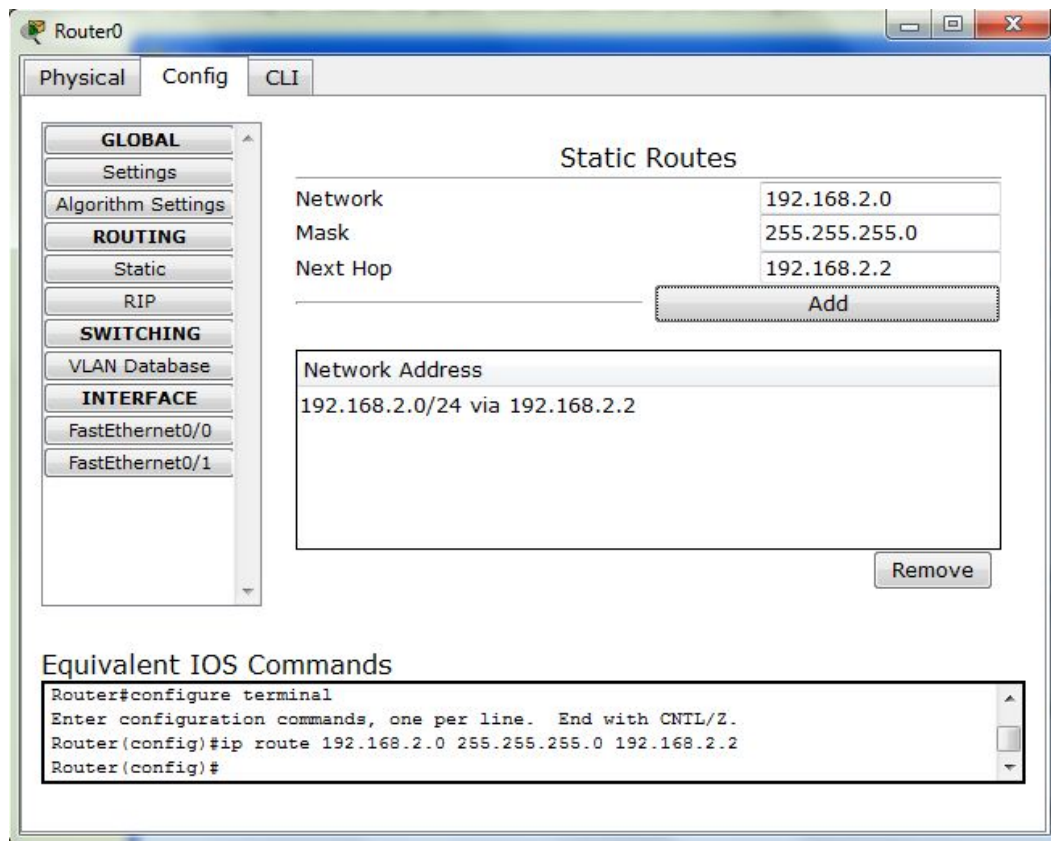 Router0
Physical Config CLI
GLOBAL
Settings
Algorithm Settings
ROUTING
Static
RIP
SWITCHING
VLAN Database
INTERFACE
FastEthernet0/0
FastEthernet0/1
Static Routes
Network 192.168.2.0
Mask 255.255.255.0
Next Hop 192.168.2.2
Add
Network Address
192.168.2.0/24 via 192.168.2.2
Remove
Equivalent IOS Commands
Router#configure terminal
Enter configuration commands, one per line. End with CNTL/Z.
Router(config)#ip route 192.168.2.0 255.255.255.0 192.168.2.2
Router(config)#